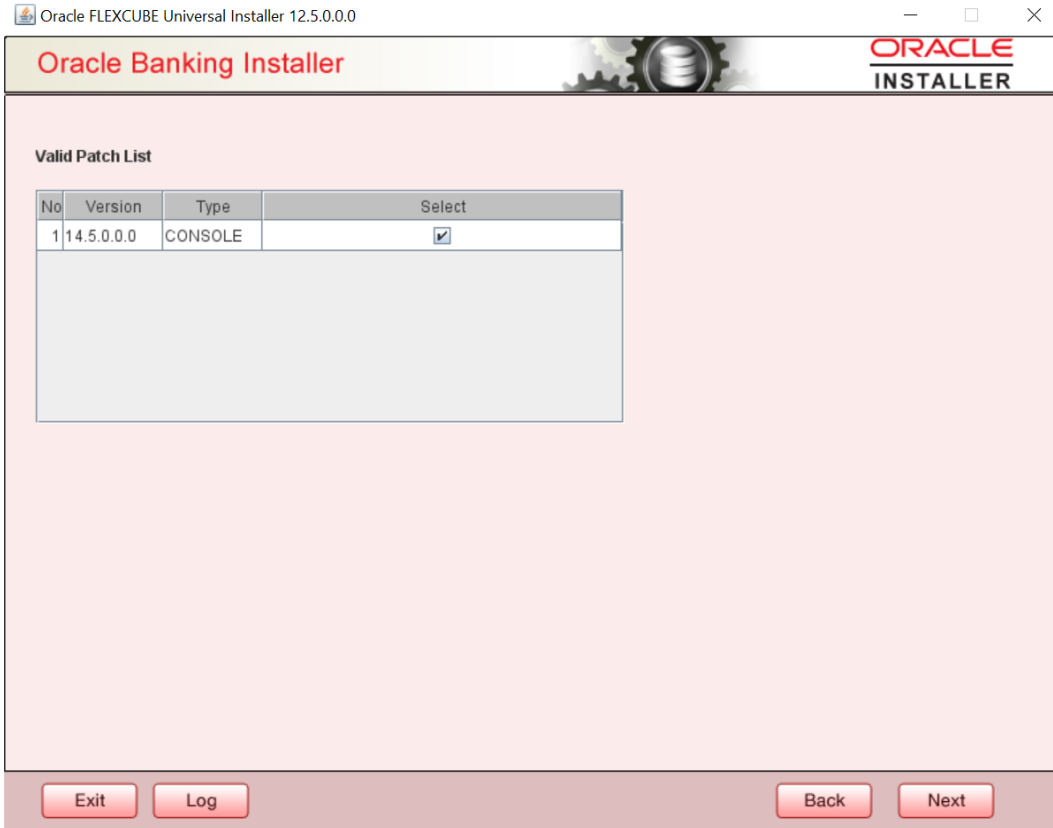 Oracle FLEXCUBE Universal Installer 12.5.0.0.0
Oracle Banking Installer
ORACLE
INSTALLER
Valid Patch List
No Version Type Select
1 14.5.0.0.0 CONSOLE
Exit Log Back Next